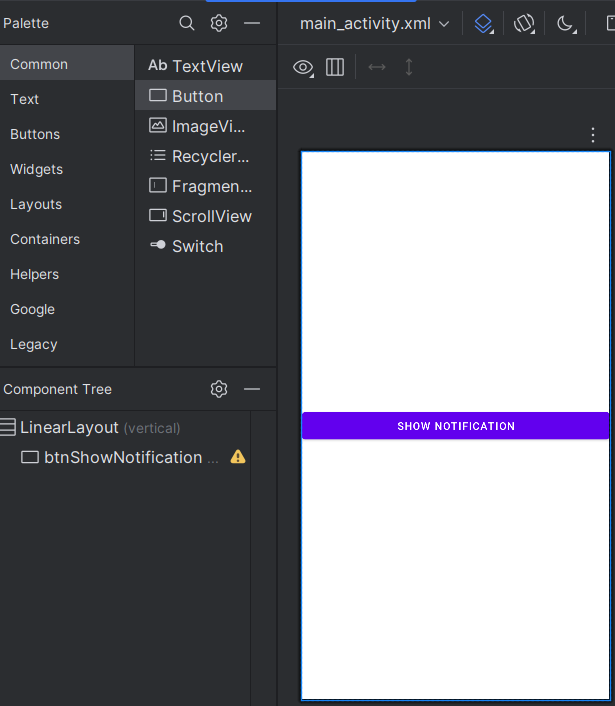 Palette
main_activity.xml
Common
Text
Buttons
Widgets
Layouts
Containers
Helpers
Google
Legacy
Ab TextView
Button
ImageVi...
Recycler...
Fragmen...
ScrollView
Switch
Component Tree
LinearLayout (vertical)
btnShowNotification ...
SHOW NOTIFICATION